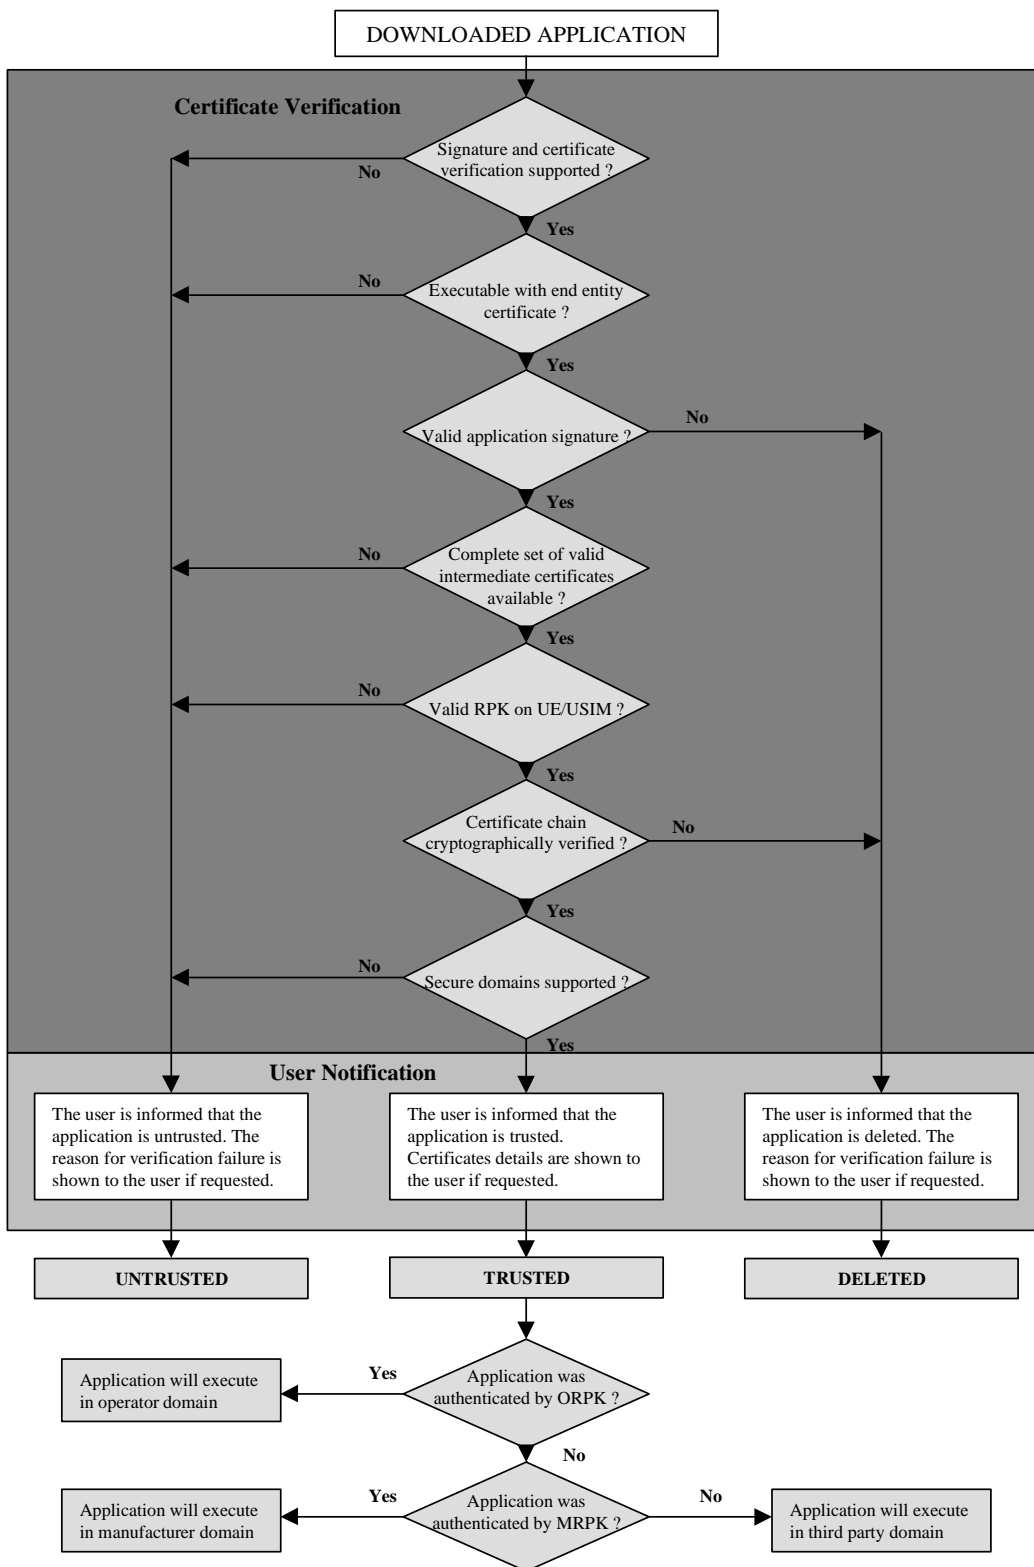 DOWNLOADED APPLICATION
Certificate Verification
Signature and certificate
verification supported ?
No
Yes
Executable with end entity
certificate ?
No
Yes
Valid application signature ?
No
Yes
Complete set of valid
intermediate certificates
available ?
No
Yes
Valid RPK on UE/USIM ?
No
Yes
Certificate chain
cryptographically verified ?
No
Yes
Secure domains supported ?
No
Yes
User Notification
The user is informed that the
application is untrusted. The
reason for verification failure is
shown to the user if requested.
The user is informed that the
application is trusted.
Certificates details are shown to
the user if requested.
The user is informed that the
application is deleted. The
reason for verification failure is
shown to the user if requested.
UNTRUSTED
TRUSTED
DELETED
Application was
authenticated by ORPK ?
Yes
Application will execute
in operator domain
No
Application was
authenticated by MRPK ?
Yes
Application will execute
in manufacturer domain
No
Application will execute
in third party domain